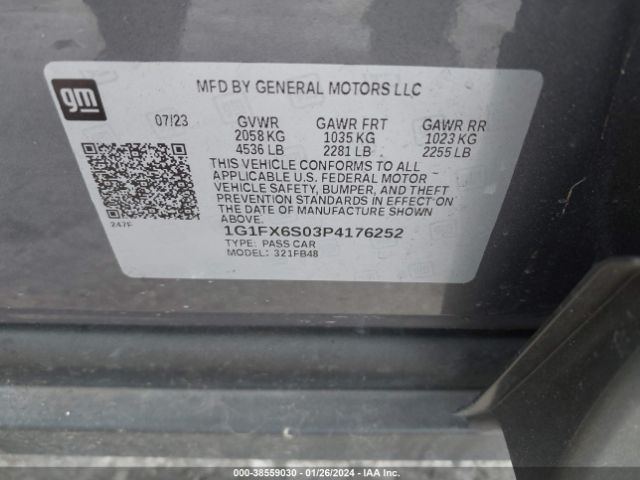 gm
MFD BY GENERAL MOTORS LLC
07/23 GVWR GAWR FRT GAWR RR
2058 KG 1035 KG 1023 KG
4536 LB 2281 LB 2255 LB
THIS VEHICLE CONFORMS TO ALL
APPLICABLE U.S. FEDERAL MOTOR
VEHICLE SAFETY, BUMPER, AND THEFT
PREVENTION STANDARDS IN EFFECT ON
THE DATE OF MANUFACTURE SHOWN
ABOVE.
247F
1G1FX6S03P4176252
TYPE: PASS CAR
MODEL: 321FB48
000-38559030 - 01/26/2024 - IAA Inc.